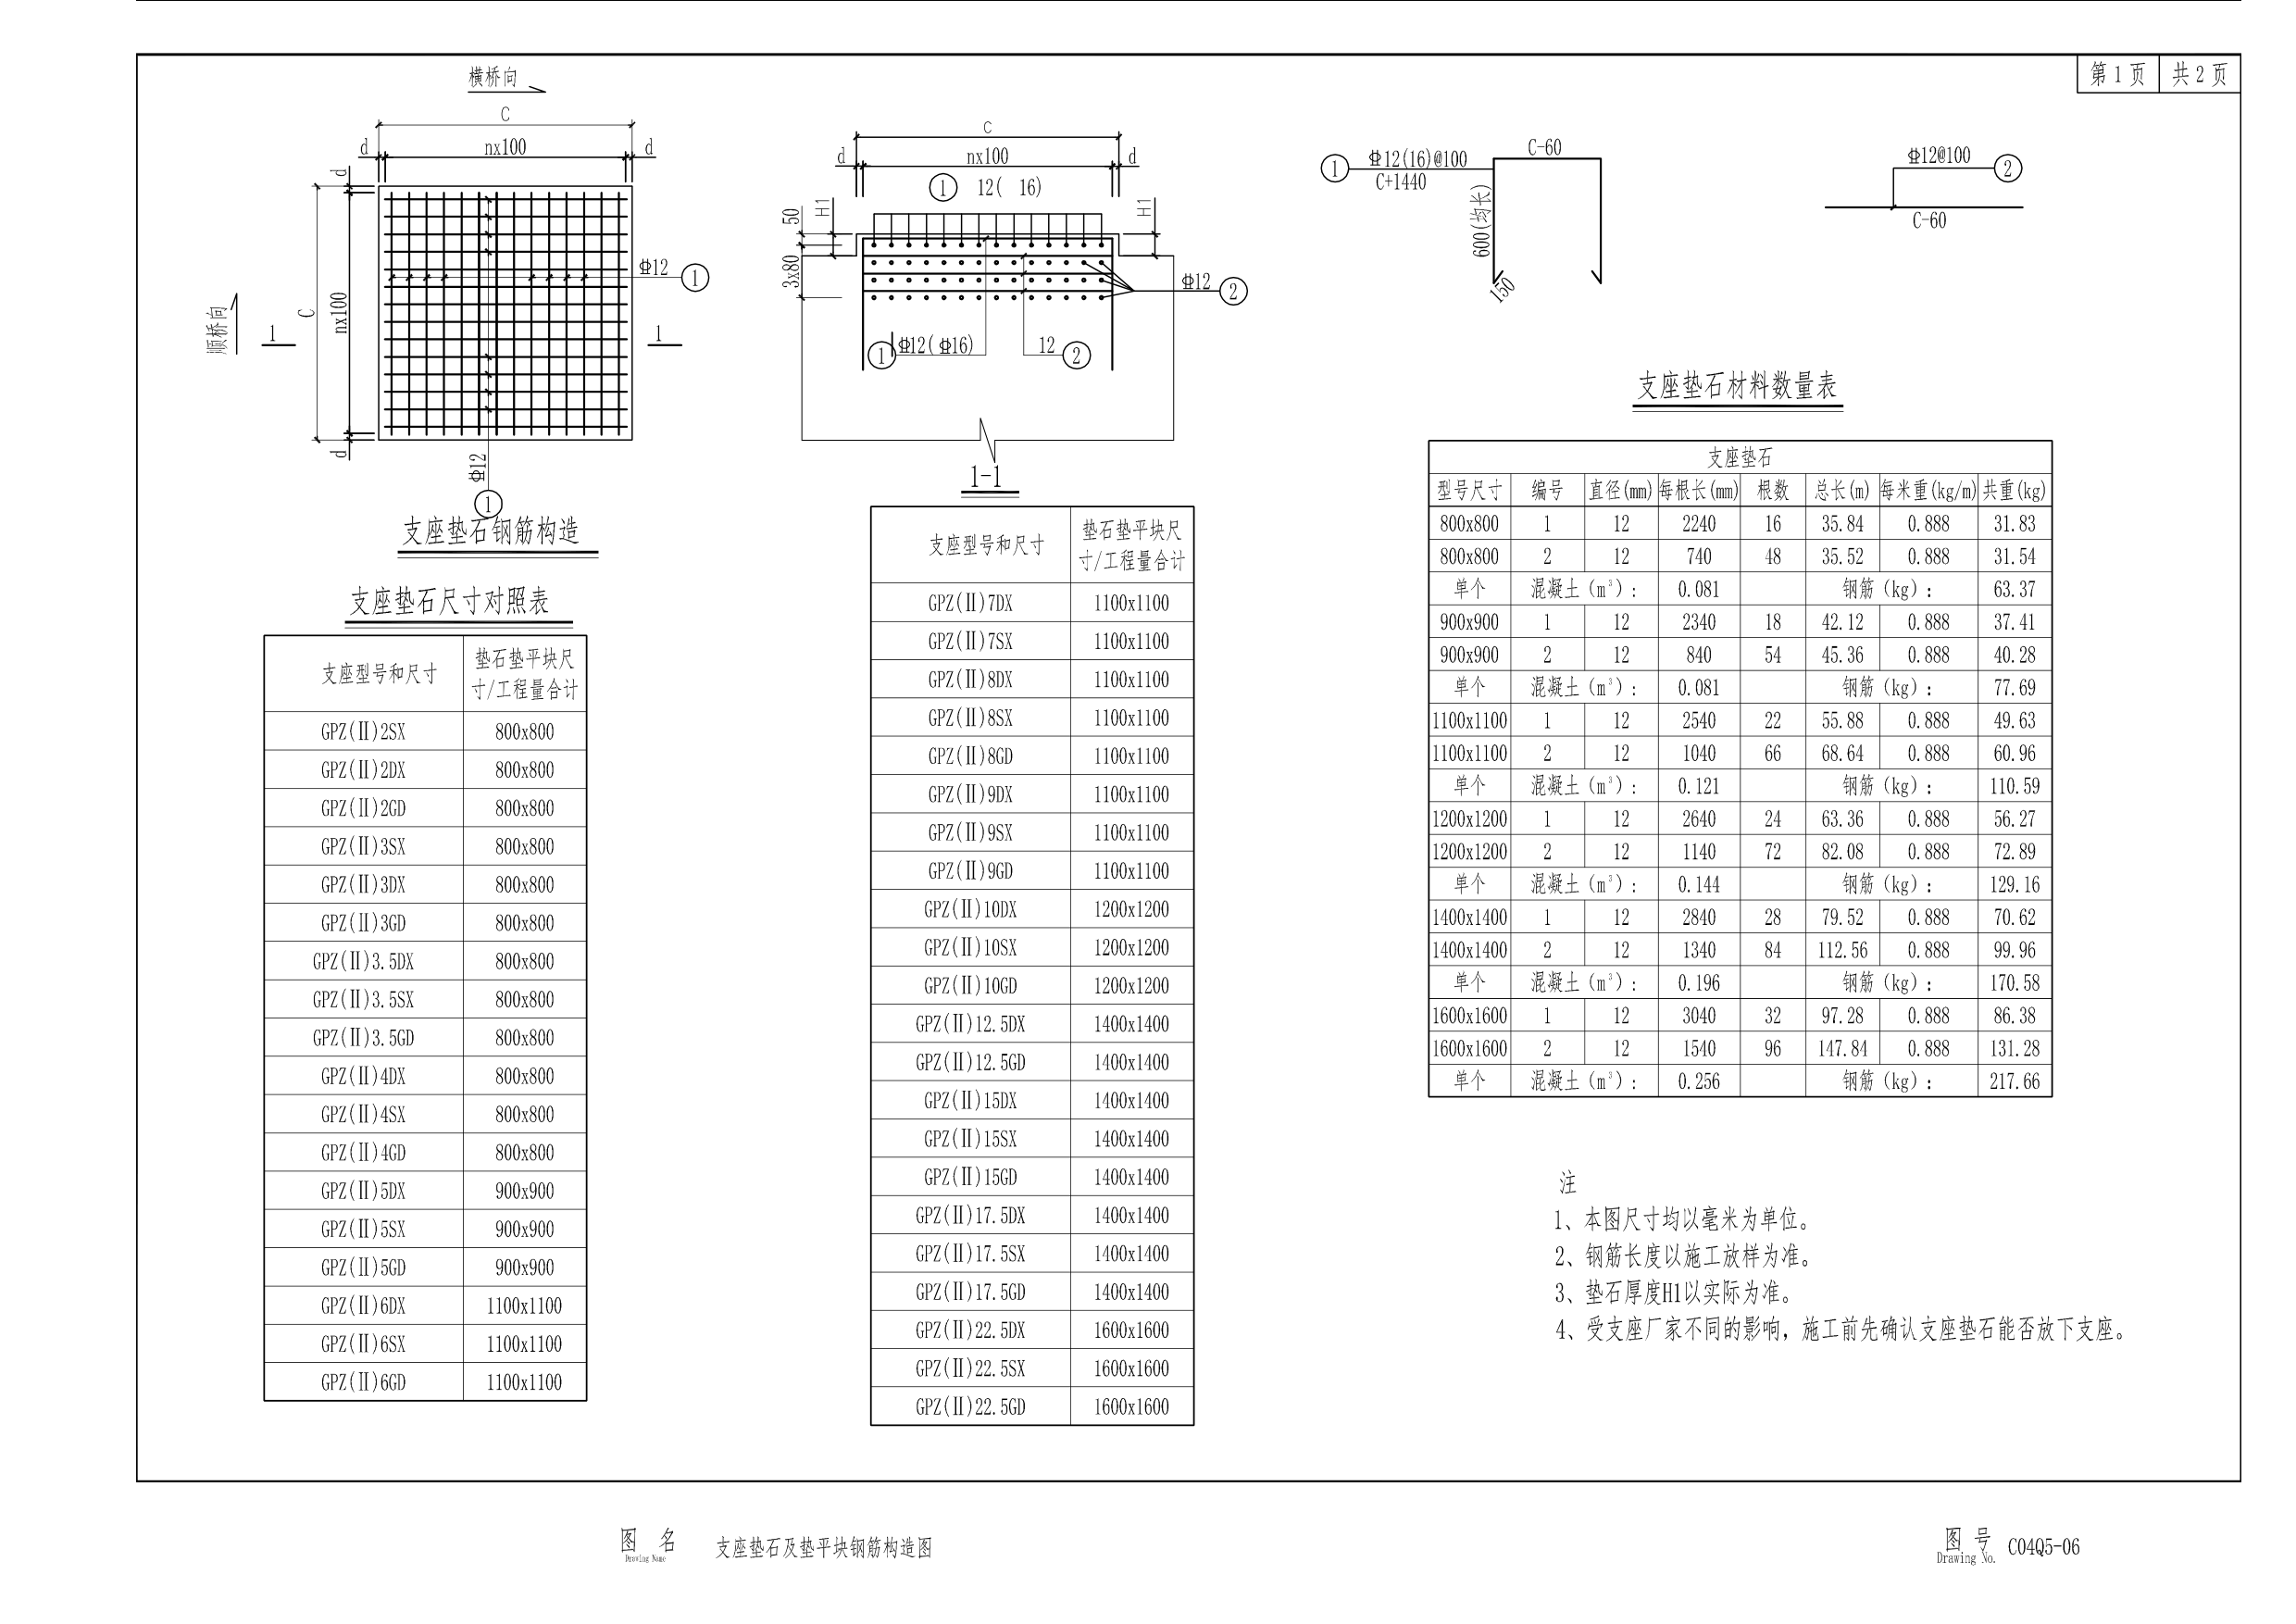 第 1 页 共 2 页
横桥向
C
d nx100 d
d
C
nx100
d
顺桥向
1 1
Φ12 1
Φ12
1
支座垫石钢筋构造
C
d nx100 d
1 12( 16)
50
H1 H1
3x80
Φ12 2
1 Φ12(Φ16) 12 2
1-1
1 Φ12(16)@100
C+1440
C-60
600(均长)
150
Φ12@100 2
C-60
支座垫石尺寸对照表
支座型号和尺寸 垫石垫平块尺寸/工程量合计
GPZ(Ⅱ)2SX 800x800
GPZ(Ⅱ)2DX 800x800
GPZ(Ⅱ)2GD 800x800
GPZ(Ⅱ)3SX 800x800
GPZ(Ⅱ)3DX 800x800
GPZ(Ⅱ)3GD 800x800
GPZ(Ⅱ)3.5DX 800x800
GPZ(Ⅱ)3.5SX 800x800
GPZ(Ⅱ)3.5GD 800x800
GPZ(Ⅱ)4DX 800x800
GPZ(Ⅱ)4SX 800x800
GPZ(Ⅱ)4GD 800x800
GPZ(Ⅱ)5DX 900x900
GPZ(Ⅱ)5SX 900x900
GPZ(Ⅱ)5GD 900x900
GPZ(Ⅱ)6DX 1100x1100
GPZ(Ⅱ)6SX 1100x1100
GPZ(Ⅱ)6GD 1100x1100
支座型号和尺寸 垫石垫平块尺寸/工程量合计
GPZ(Ⅱ)7DX 1100x1100
GPZ(Ⅱ)7SX 1100x1100
GPZ(Ⅱ)8DX 1100x1100
GPZ(Ⅱ)8SX 1100x1100
GPZ(Ⅱ)8GD 1100x1100
GPZ(Ⅱ)9DX 1100x1100
GPZ(Ⅱ)9SX 1100x1100
GPZ(Ⅱ)9GD 1100x1100
GPZ(Ⅱ)10DX 1200x1200
GPZ(Ⅱ)10SX 1200x1200
GPZ(Ⅱ)10GD 1200x1200
GPZ(Ⅱ)12.5DX 1400x1400
GPZ(Ⅱ)12.5GD 1400x1400
GPZ(Ⅱ)15DX 1400x1400
GPZ(Ⅱ)15SX 1400x1400
GPZ(Ⅱ)15GD 1400x1400
GPZ(Ⅱ)17.5DX 1400x1400
GPZ(Ⅱ)17.5SX 1400x1400
GPZ(Ⅱ)17.5GD 1400x1400
GPZ(Ⅱ)22.5DX 1600x1600
GPZ(Ⅱ)22.5SX 1600x1600
GPZ(Ⅱ)22.5GD 1600x1600
支座垫石材料数量表
支座垫石
型号尺寸 编号 直径(mm) 每根长(mm) 根数 总长(m) 每米重(kg/m) 共重(kg)
800x800 1 12 2240 16 35.84 0.888 31.83
800x800 2 12 740 48 35.52 0.888 31.54
单个 混凝土(m³): 0.081 钢筋(kg): 63.37
900x900 1 12 2340 18 42.12 0.888 37.41
900x900 2 12 840 54 45.36 0.888 40.28
单个 混凝土(m³): 0.081 钢筋(kg): 77.69
1100x1100 1 12 2540 22 55.88 0.888 49.63
1100x1100 2 12 1040 66 68.64 0.888 60.96
单个 混凝土(m³): 0.121 钢筋(kg): 110.59
1200x1200 1 12 2640 24 63.36 0.888 56.27
1200x1200 2 12 1140 72 82.08 0.888 72.89
单个 混凝土(m³): 0.144 钢筋(kg): 129.16
1400x1400 1 12 2840 28 79.52 0.888 70.62
1400x1400 2 12 1340 84 112.56 0.888 99.96
单个 混凝土(m³): 0.196 钢筋(kg): 170.58
1600x1600 1 12 3040 32 97.28 0.888 86.38
1600x1600 2 12 1540 96 147.84 0.888 131.28
单个 混凝土(m³): 0.256 钢筋(kg): 217.66
注
1、本图尺寸均以毫米为单位。
2、钢筋长度以施工放样为准。
3、垫石厚度H1以实际为准。
4、受支座厂家不同的影响，施工前先确认支座垫石能否放下支座。
图 名 支座垫石及垫平块钢筋构造图
Drawing Name
图 号 C04Q5-06
Drawing No.